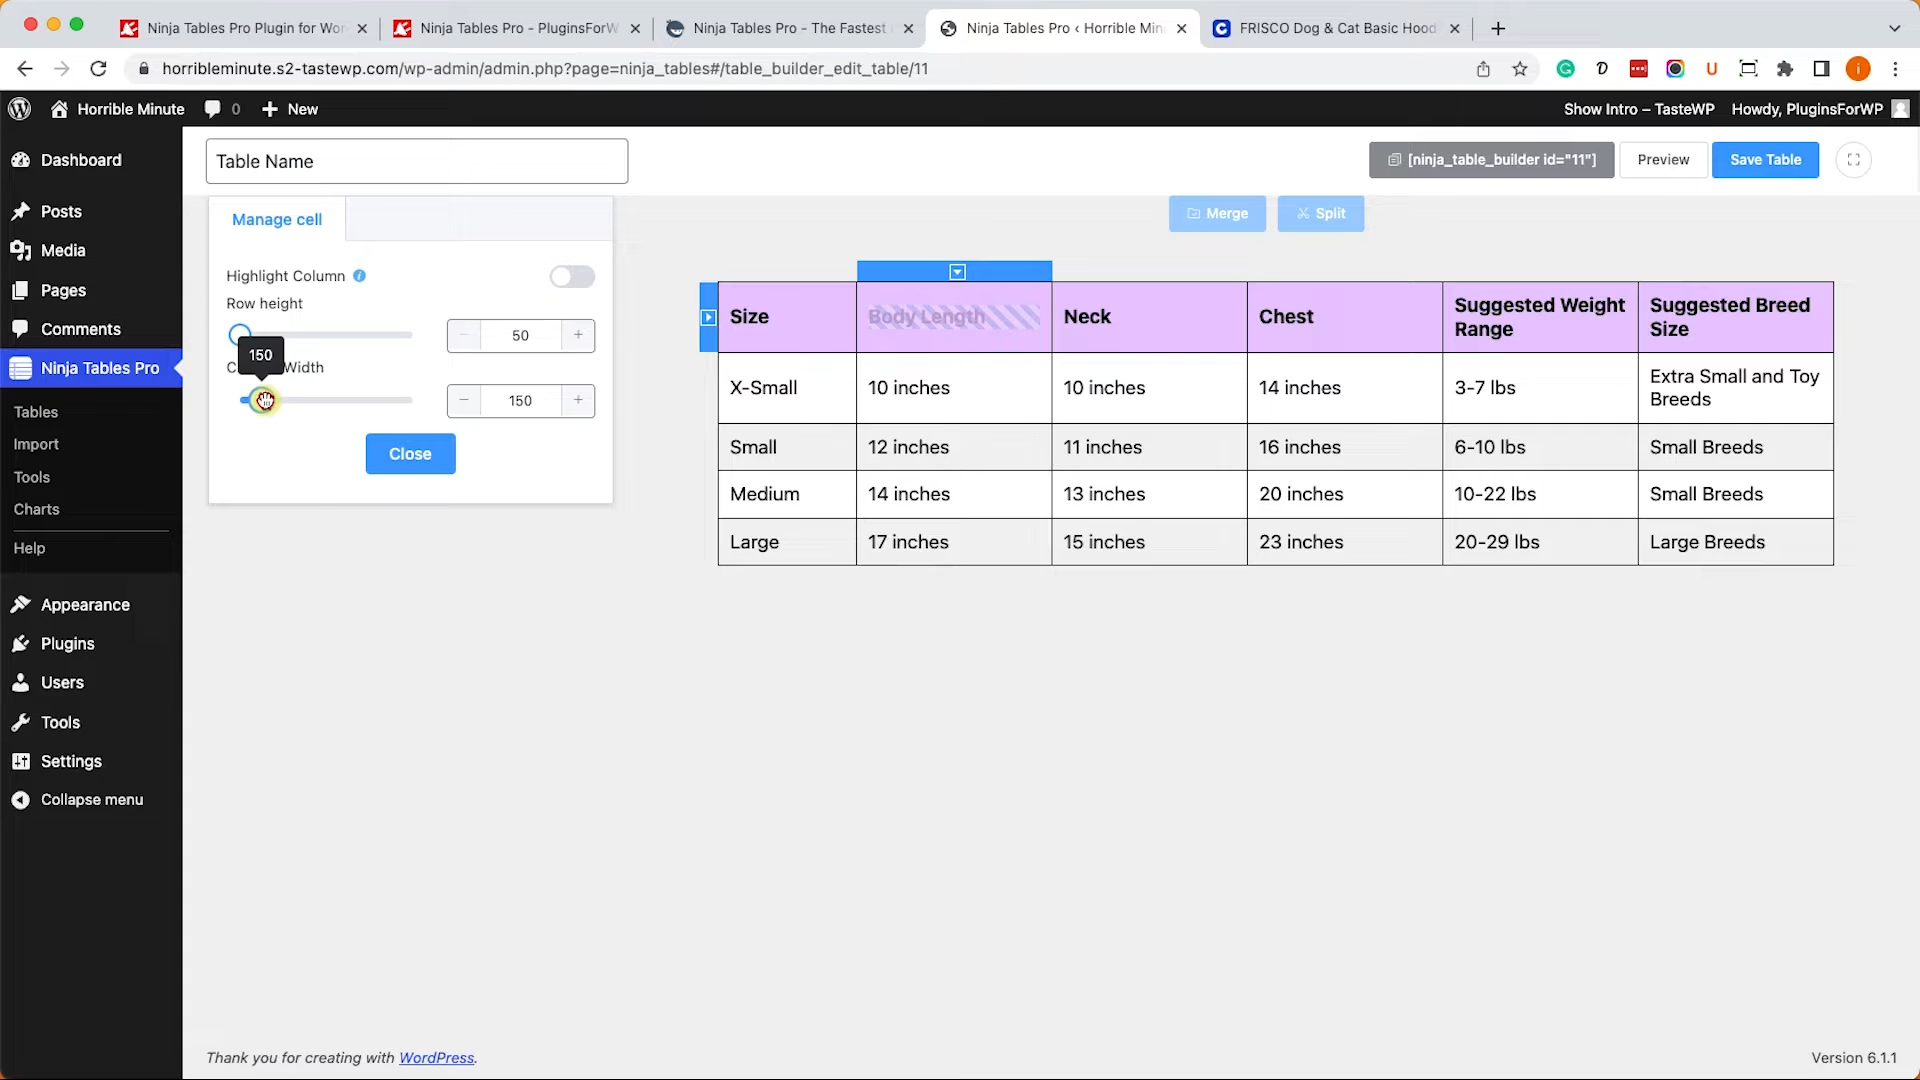 Ninja Tables Pro Plugin for Wor
Ninja Tables Pro - PluginsForW
Ninja Tables Pro - The Fastest
Ninja Tables Pro ‹ Horrible Min
FRISCO Dog & Cat Basic Hood
horribleminute.s2-tastewp.com/wp-admin/admin.php?page=ninja_tables#/table_builder_edit_table/11
Horrible Minute
0
New
Show Intro – TasteWP
Howdy, PluginsForWP
Dashboard
Posts
Media
Pages
Comments
Ninja Tables Pro
Tables
Import
Tools
Charts
Help
Appearance
Plugins
Users
Tools
Settings
Collapse menu
Table Name
[ninja_table_builder id="11"]
Preview
Save Table
Manage cell
Highlight Column
Row height
50
150
Width
150
Close
Merge
Split
Size Body Length Neck Chest Suggested Weight Range Suggested Breed Size
X-Small 10 inches 10 inches 14 inches 3-7 lbs Extra Small and Toy Breeds
Small 12 inches 11 inches 16 inches 6-10 lbs Small Breeds
Medium 14 inches 13 inches 20 inches 10-22 lbs Small Breeds
Large 17 inches 15 inches 23 inches 20-29 lbs Large Breeds
Thank you for creating with WordPress.
Version 6.1.1